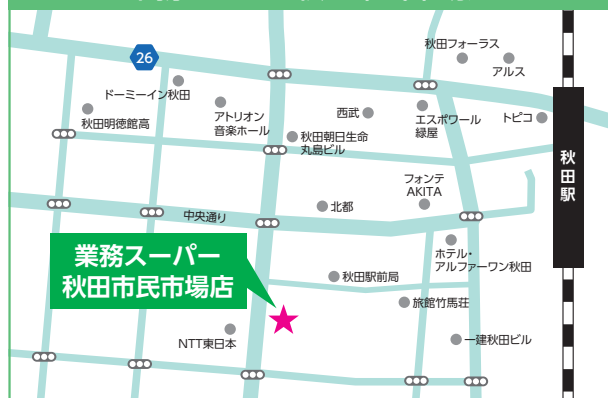 秋田フォーラス
アルス
26
ドーミーイン秋田
秋田明徳館高
アトリオン
音楽ホール
西武
エスポワール
緑屋
トピコ
秋田朝日生命
丸島ビル
秋田駅
フォンテ
AKITA
北都
中央通り
ホテル・
アルファーワン秋田
業務スーパー
秋田市民市場店
秋田駅前局
旅館竹馬荘
NTT東日本
一建秋田ビル